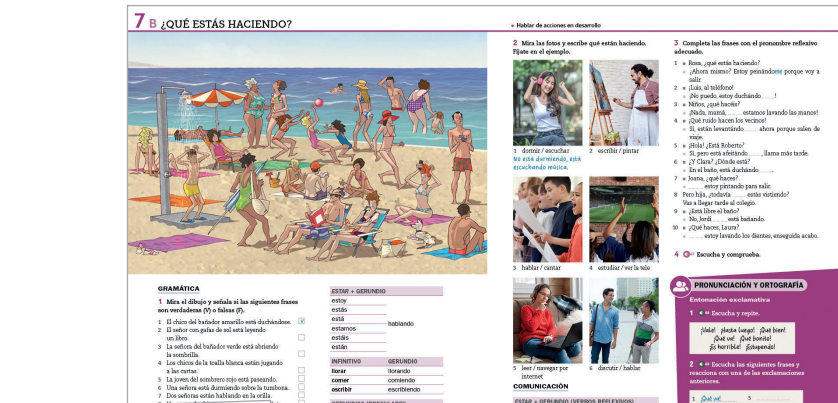 7 B ¿QUÉ ESTÁS HACIENDO?
• Hablar de acciones en desarrollo
GRAMÁTICA
1 Mira el dibujo y señala si las siguientes frases
son verdaderas (V) o falsas (F).
1 El chico del bañador amarillo está duchándose. V
2 El señor con gafas de sol está leyendo
un libro.
3 La señora del bañador verde está abriendo
la sombrilla.
4 Los chicos de la toalla blanca están jugando
a las cartas.
5 La joven del sombrero rojo está paseando.
6 Una señora está durmiendo sobre la tumbona.
7 Dos señoras están hablando en la orilla.
ESTAR + GERUNDIO
estoy
estás
está
estamos
estáis
están
hablando
INFINITIVO GERUNDIO
llorar llorando
comer comiendo
escribir escribiendo
2 Mira las fotos y escribe qué están haciendo.
Fíjate en el ejemplo.
1 dormir / escuchar
No está durmiendo, está
escuchando música.
2 escribir / pintar
3 hablar / cantar
4 estudiar / ver la tele
5 leer / navegar por
internet
6 discutir / hablar
COMUNICACIÓN
ESTAR + GERUNDIO (VERBOS REFLEXIVOS)
3 Completa las frases con el pronombre reflexivo
adecuado.
1 Rosa, ¿qué estás haciendo?
¿Ahora mismo? Estoy peinándome porque voy a
salir.
2 ¡Luis, al teléfono!
¡No puedo, estoy duchándo____!
3 Niños, ¿qué hacéis?
¡Nada, mamá, ____ estamos lavando las manos!
4 ¡Qué ruido hacen los vecinos!
Sí, están levantándo____ ahora porque salen de
viaje.
5 ¡Hola! ¿Está Roberto?
Sí, pero está afeitándo____, llama más tarde.
6 ¿Y Clara? ¿Dónde está?
En el baño, está duchándo____.
7 Joana, ¿qué haces?
____ estoy pintando para salir.
8 Pero hija, ¿todavía ____ estás vistiendo?
Vas a llegar tarde al colegio.
9 ¿Está libre el baño?
No, Jordi ____ está bañando.
10 ¿Qué haces, Laura?
____ estoy lavando los dientes, enseguida acabo.
4 Escucha y comprueba.
PRONUNCIACIÓN Y ORTOGRAFÍA
Entonación exclamativa
1 Escucha y repite.
¡Vale! ¡Hasta luego! ¡Qué bien!
¡Qué va! ¡Qué bonito!
¡Es horrible! ¡Estupendo!
2 Escucha las siguientes frases y
reacciona con una de las exclamaciones
anteriores.
1 ¡Qué va! 5